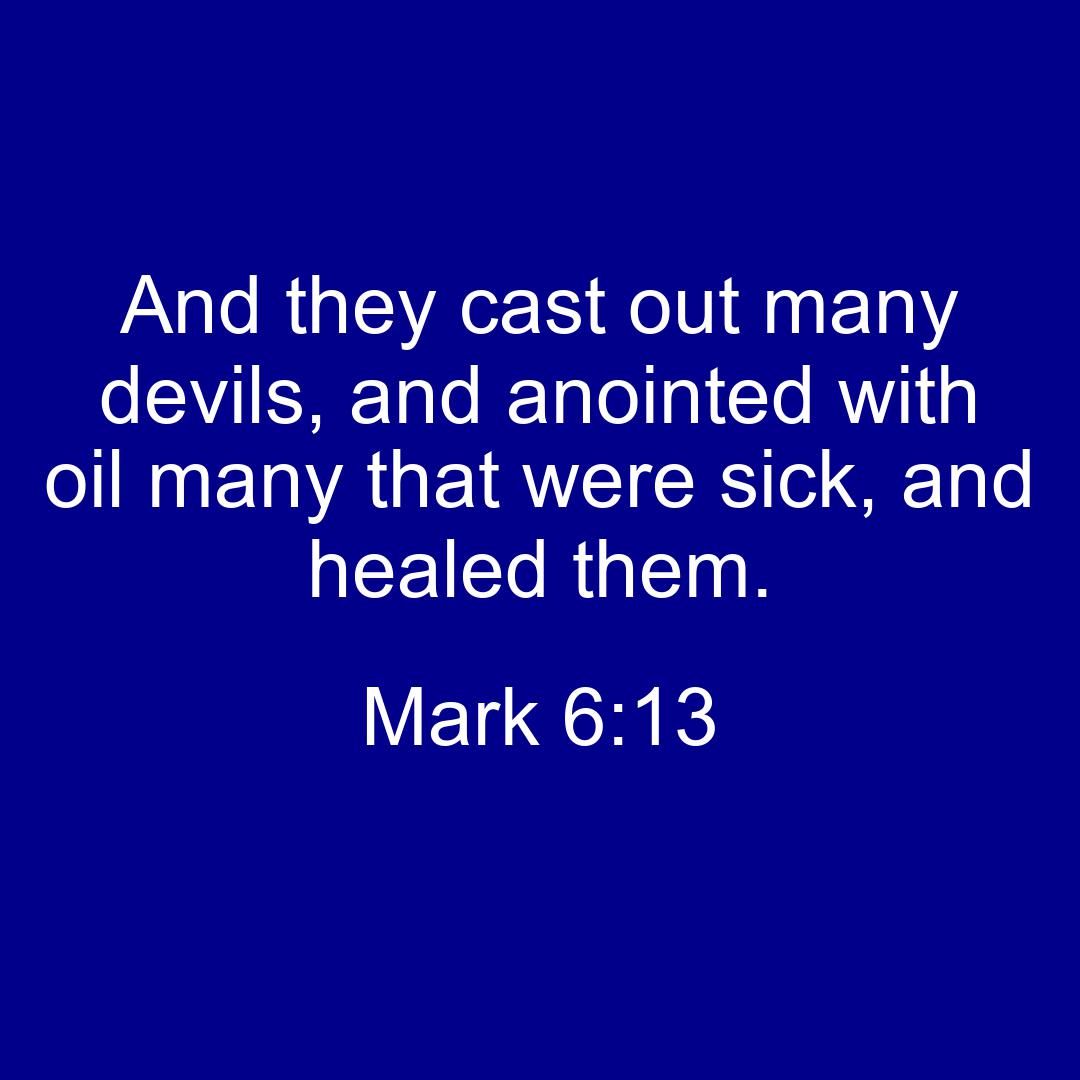 And they cast out many
devils, and anointed with
oil many that were sick, and
healed them.
Mark 6:13